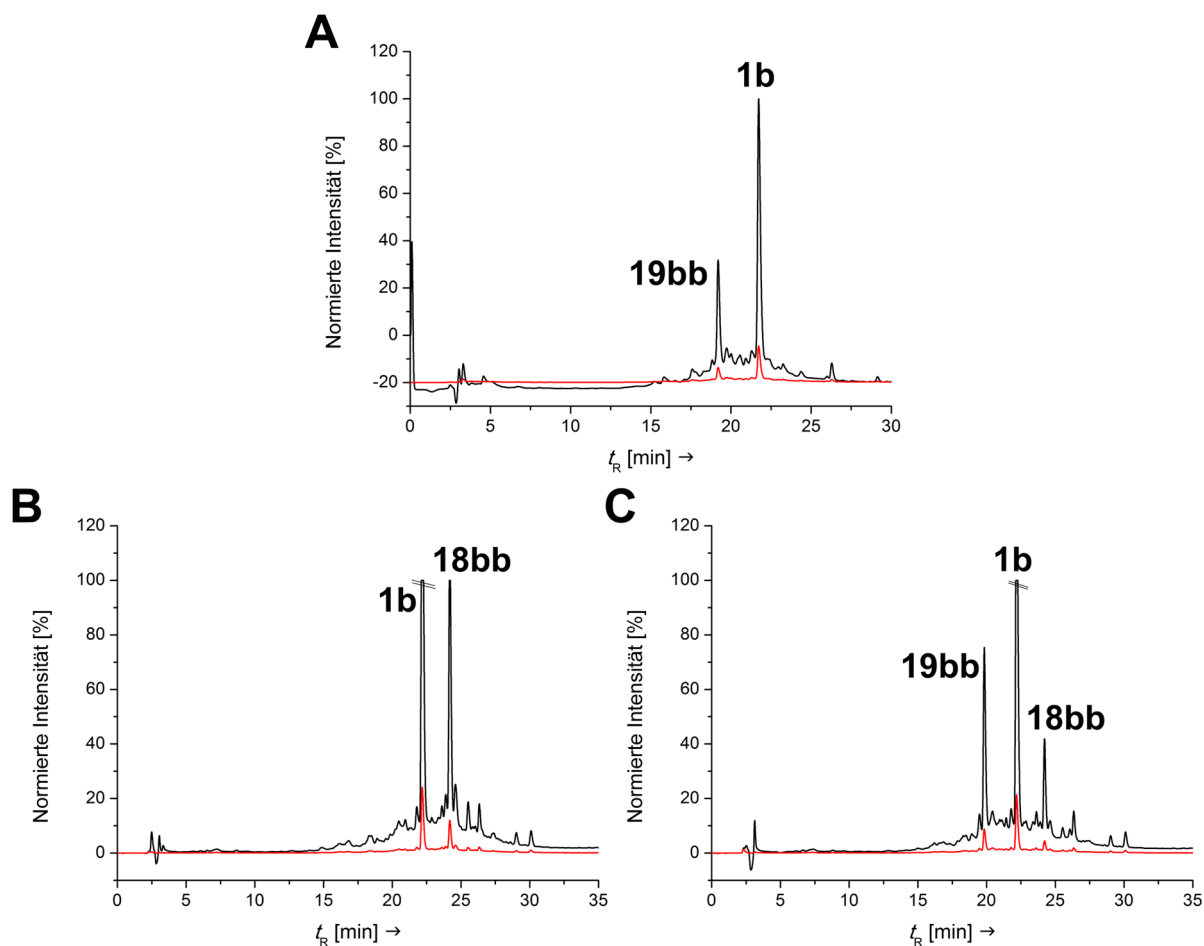 A
120
100
80
60
40
20
0
-20
Normierte Intensität [%]
1b
19bb
0 5 10 15 20 25 30
tR [min] →
B
120
100
80
60
40
20
0
Normierte Intensität [%]
1b
18bb
0 5 10 15 20 25 30 35
tR [min] →
C
120
100
80
60
40
20
0
Normierte Intensität [%]
1b
19bb
18bb
0 5 10 15 20 25 30 35
tR [min] →